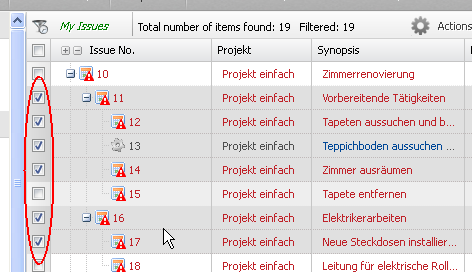 My Issues Total number of items found: 19 Filtered: 19 Actions
Issue No. Projekt Synopsis
10 Projekt einfach Zimmerrenovierung
11 Projekt einfach Vorbereitende Tätigkeiten
12 Projekt einfach Tapeten aussuchen und b...
13 Projekt einfach Teppichboden aussuchen ...
14 Projekt einfach Zimmer ausräumen
15 Projekt einfach Tapete entfernen
16 Projekt einfach Elektrikerarbeiten
17 Projekt einfach Neue Steckdosen installier...
18 Projekt einfach Leitung für elektrische Roll...